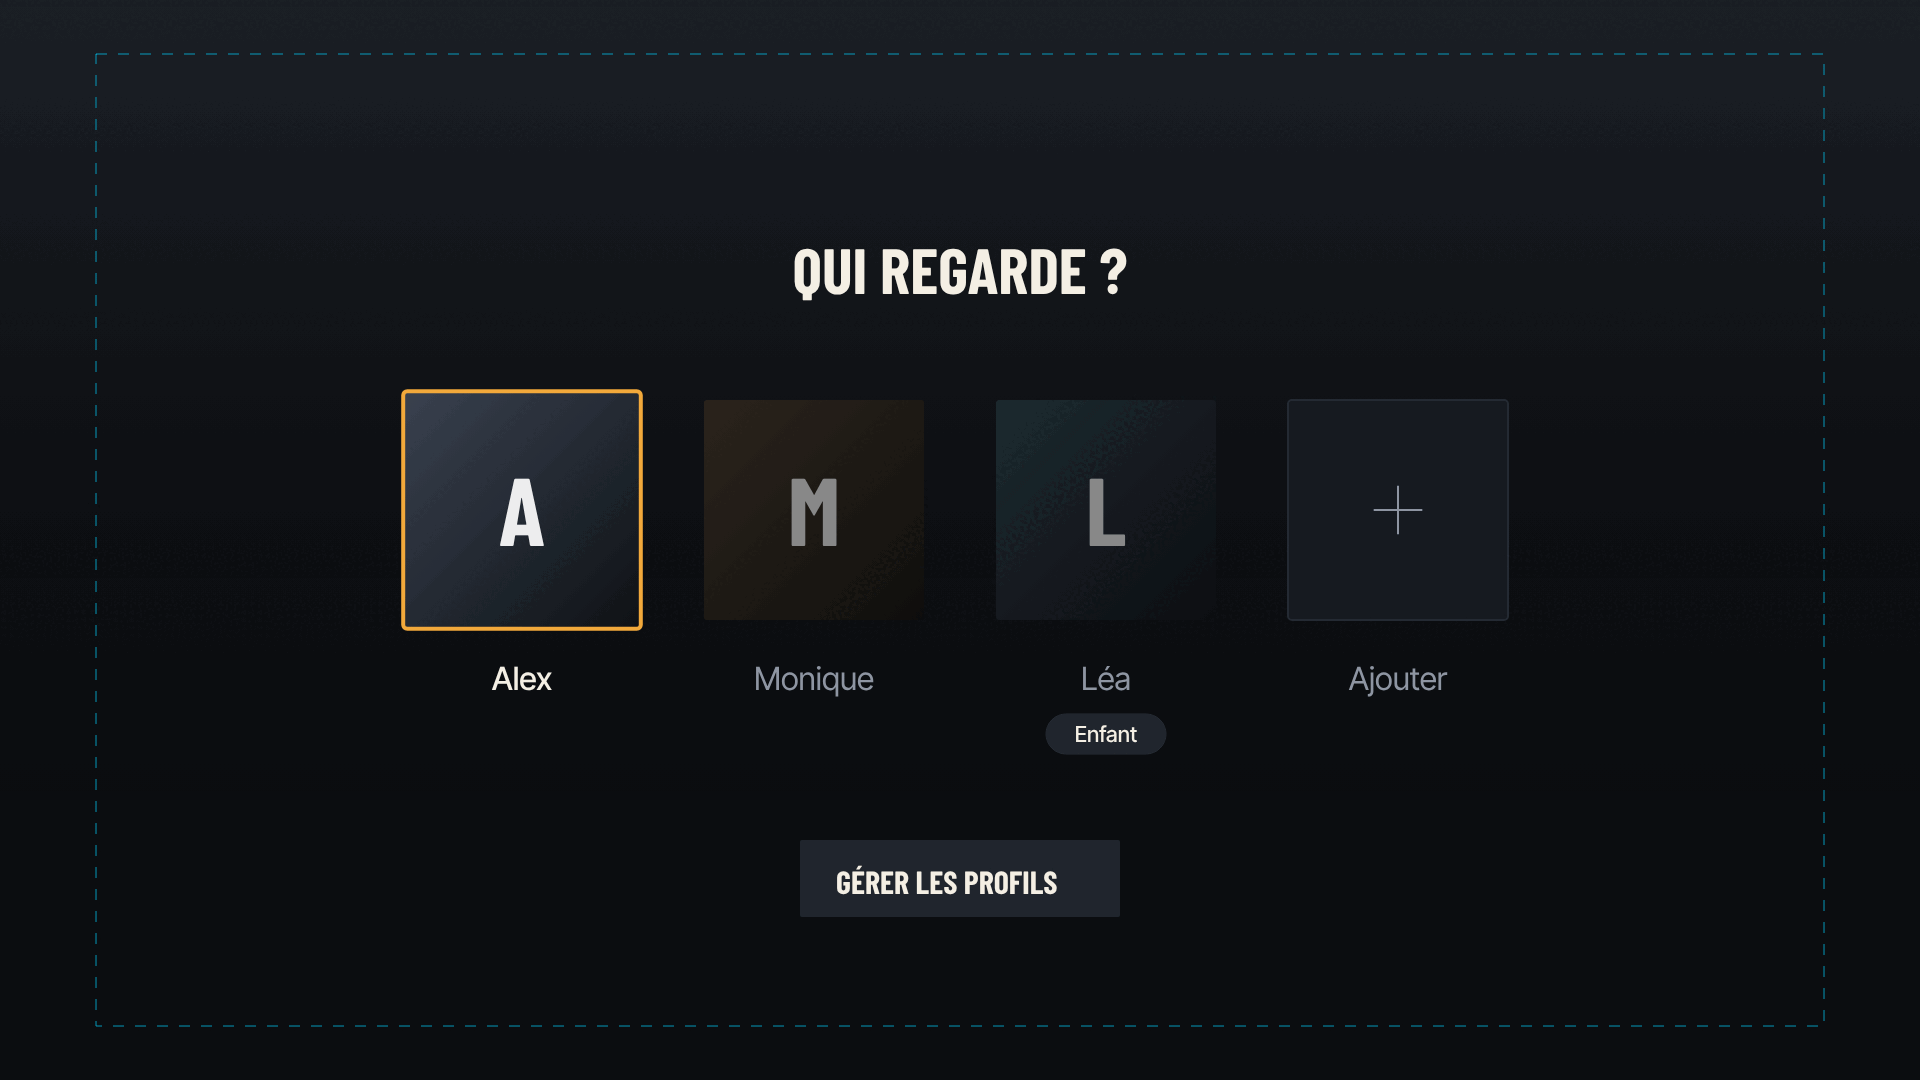 QUI REGARDE ?
A
M
L
Alex
Monique
Léa
Ajouter
Enfant
GÉRER LES PROFILS